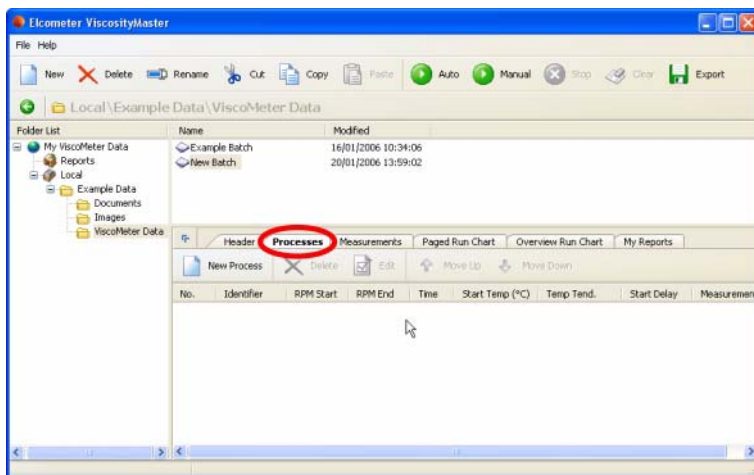 Elcometer ViscosityMaster
File Help
New Delete Rename Cut Copy Paste Auto Manual Stop Clear Export
Local\Example Data\ViscoMeter Data
Folder List
My ViscoMeter Data
Reports
Local
Example Data
Documents
Images
ViscoMeter Data
Name Modified
Example Batch 16/01/2006 10:34:06
New Batch 20/01/2006 13:59:02
Header Processes Measurements Paged Run Chart Overview Run Chart My Reports
New Process Delete Edit Move Up Move Down
No. Identifier RPM Start RPM End Time Start Temp (°C) Temp Tend. Start Delay Measuremen